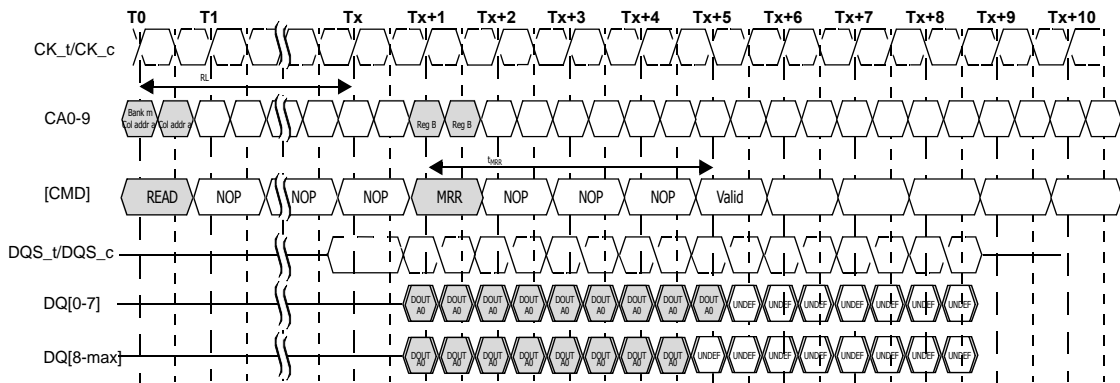 T0 T1 Tx Tx+1 Tx+2 Tx+3 Tx+4 Tx+5 Tx+6 Tx+7 Tx+8 Tx+9 Tx+10
CK_t/CK_c
RL
CA0-9 Bank m Col addr a Col addr a Reg B Reg B
tMRR
[CMD] READ NOP NOP NOP MRR NOP NOP NOP Valid
DQS_t/DQS_c
DQ[0-7] DOUT A0 DOUT A0 DOUT A0 DOUT A0 DOUT A0 DOUT A0 DOUT A0 DOUT A0 DOUT A0 UNDEF UNDEF UNDEF UNDEF UNDEF UNDEF UNDEF
DQ[8-max] DOUT A0 DOUT A0 DOUT A0 DOUT A0 DOUT A0 DOUT A0 DOUT A0 DOUT A0 UNDEF UNDEF UNDEF UNDEF UNDEF UNDEF UNDEF UNDEF